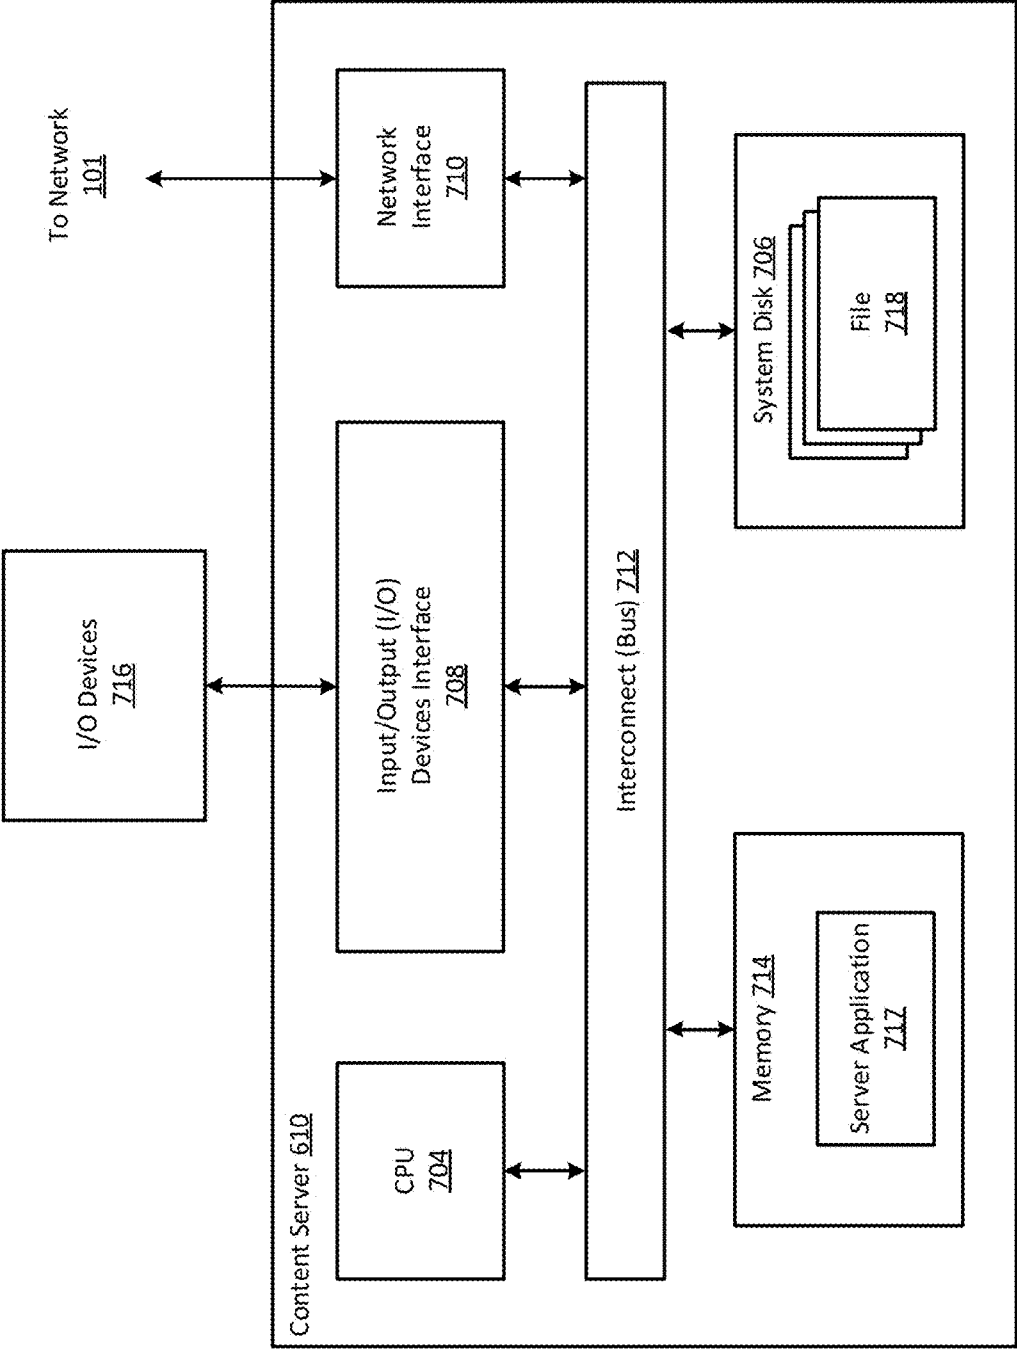 I/O Devices
716
To Network
101
Content Server 610
CPU
704
Input/Output (I/O)
Devices Interface
708
Network
Interface
710
Interconnect (Bus) 712
Memory 714
Server Application
717
System Disk 706
File
718